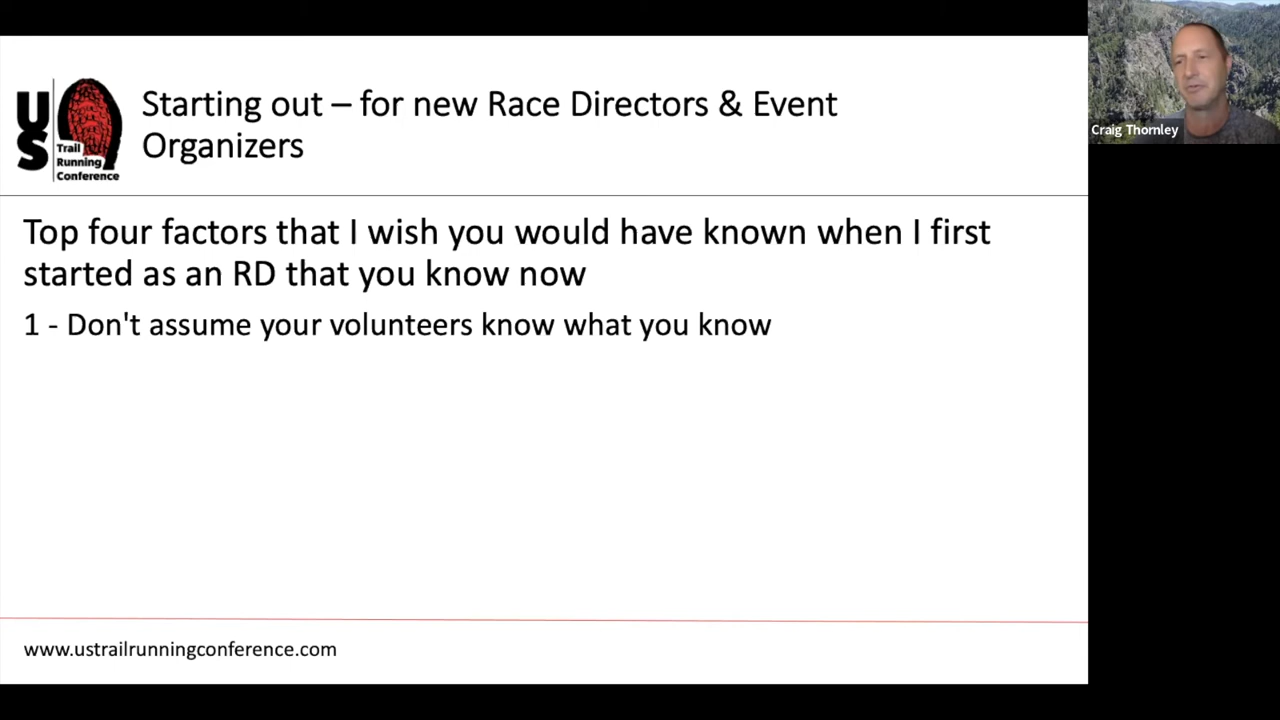 US
Trail
Running
Conference
Starting out – for new Race Directors & Event
Organizers
Craig Thornley
Top four factors that I wish you would have known when I first
started as an RD that you know now
1 - Don't assume your volunteers know what you know
www.ustrailrunningconference.com